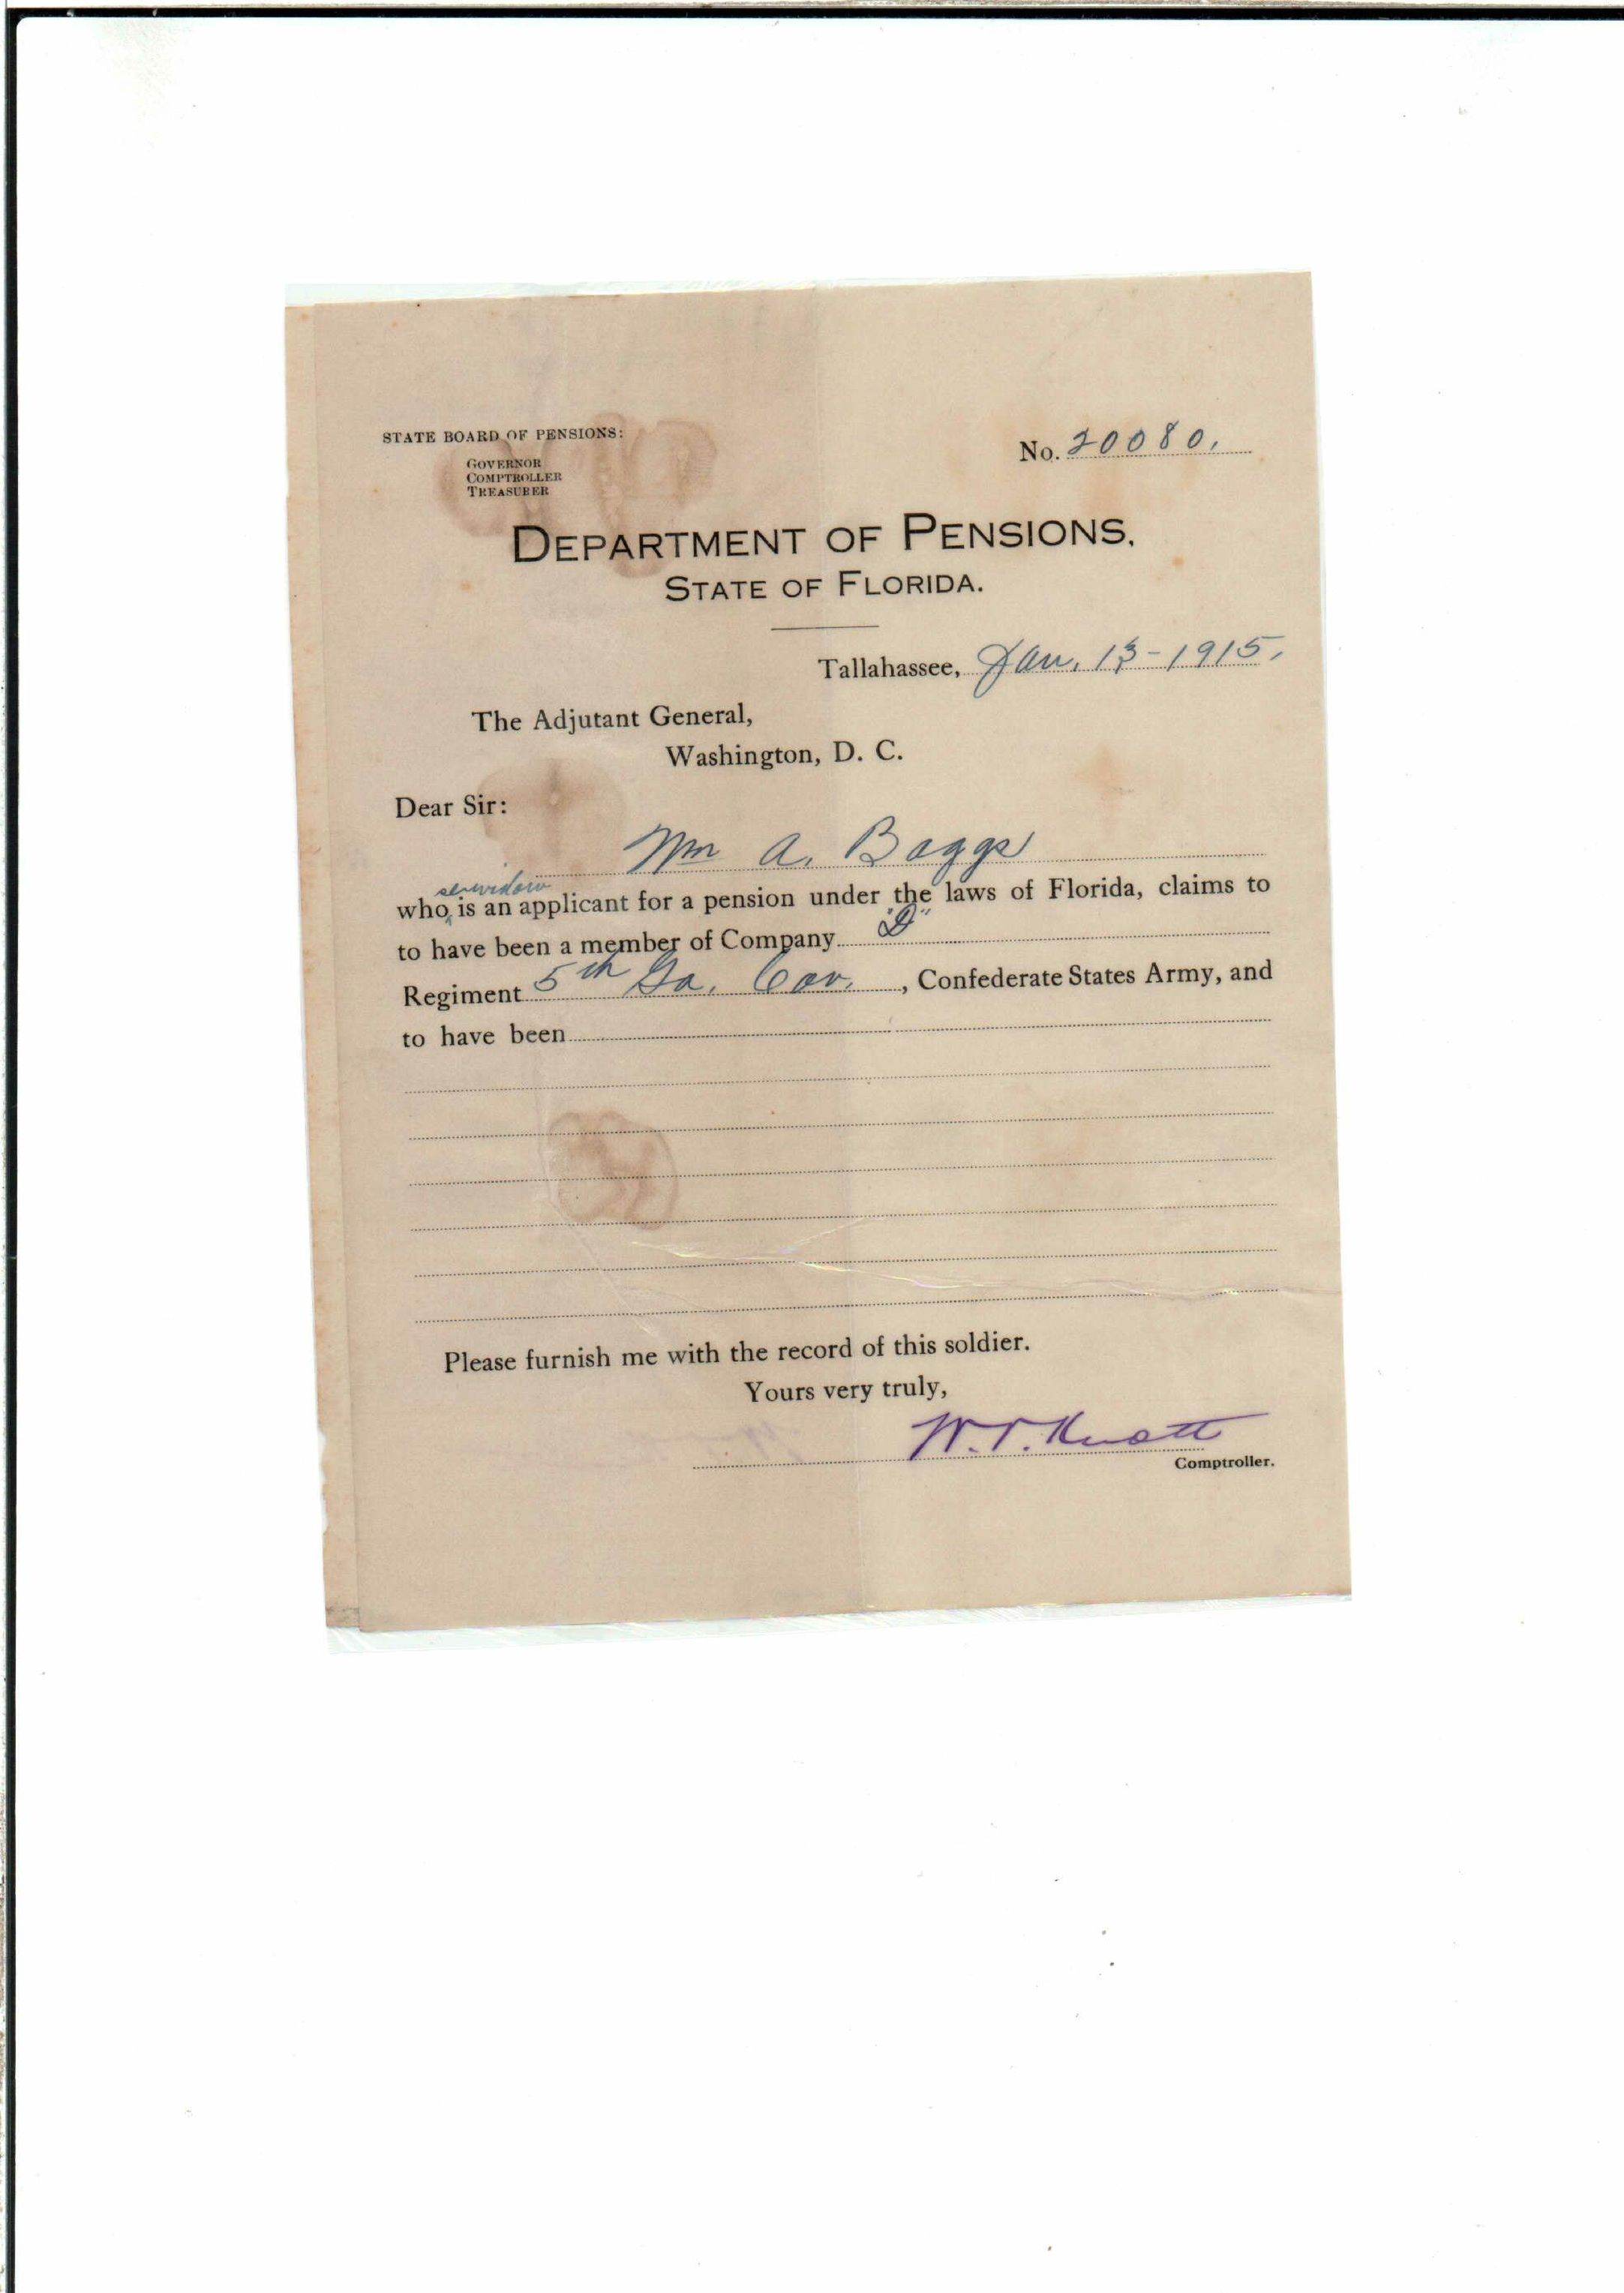 STATE BOARD OF PENSIONS:
GOVERNOR
COMPTROLLER
TREASURER
No. 20080.
DEPARTMENT OF PENSIONS,
STATE OF FLORIDA.
Tallahassee, Jan. 13-1915.
The Adjutant General,
Washington, D. C.
Dear Sir:
Wm A. Baggs
widow
who is an applicant for a pension under the laws of Florida, claims to
to have been a member of Company "D"
Regiment 5th Ga. Cav. , Confederate States Army, and
to have been
Please furnish me with the record of this soldier.
Yours very truly,
W. V. Knott
Comptroller.